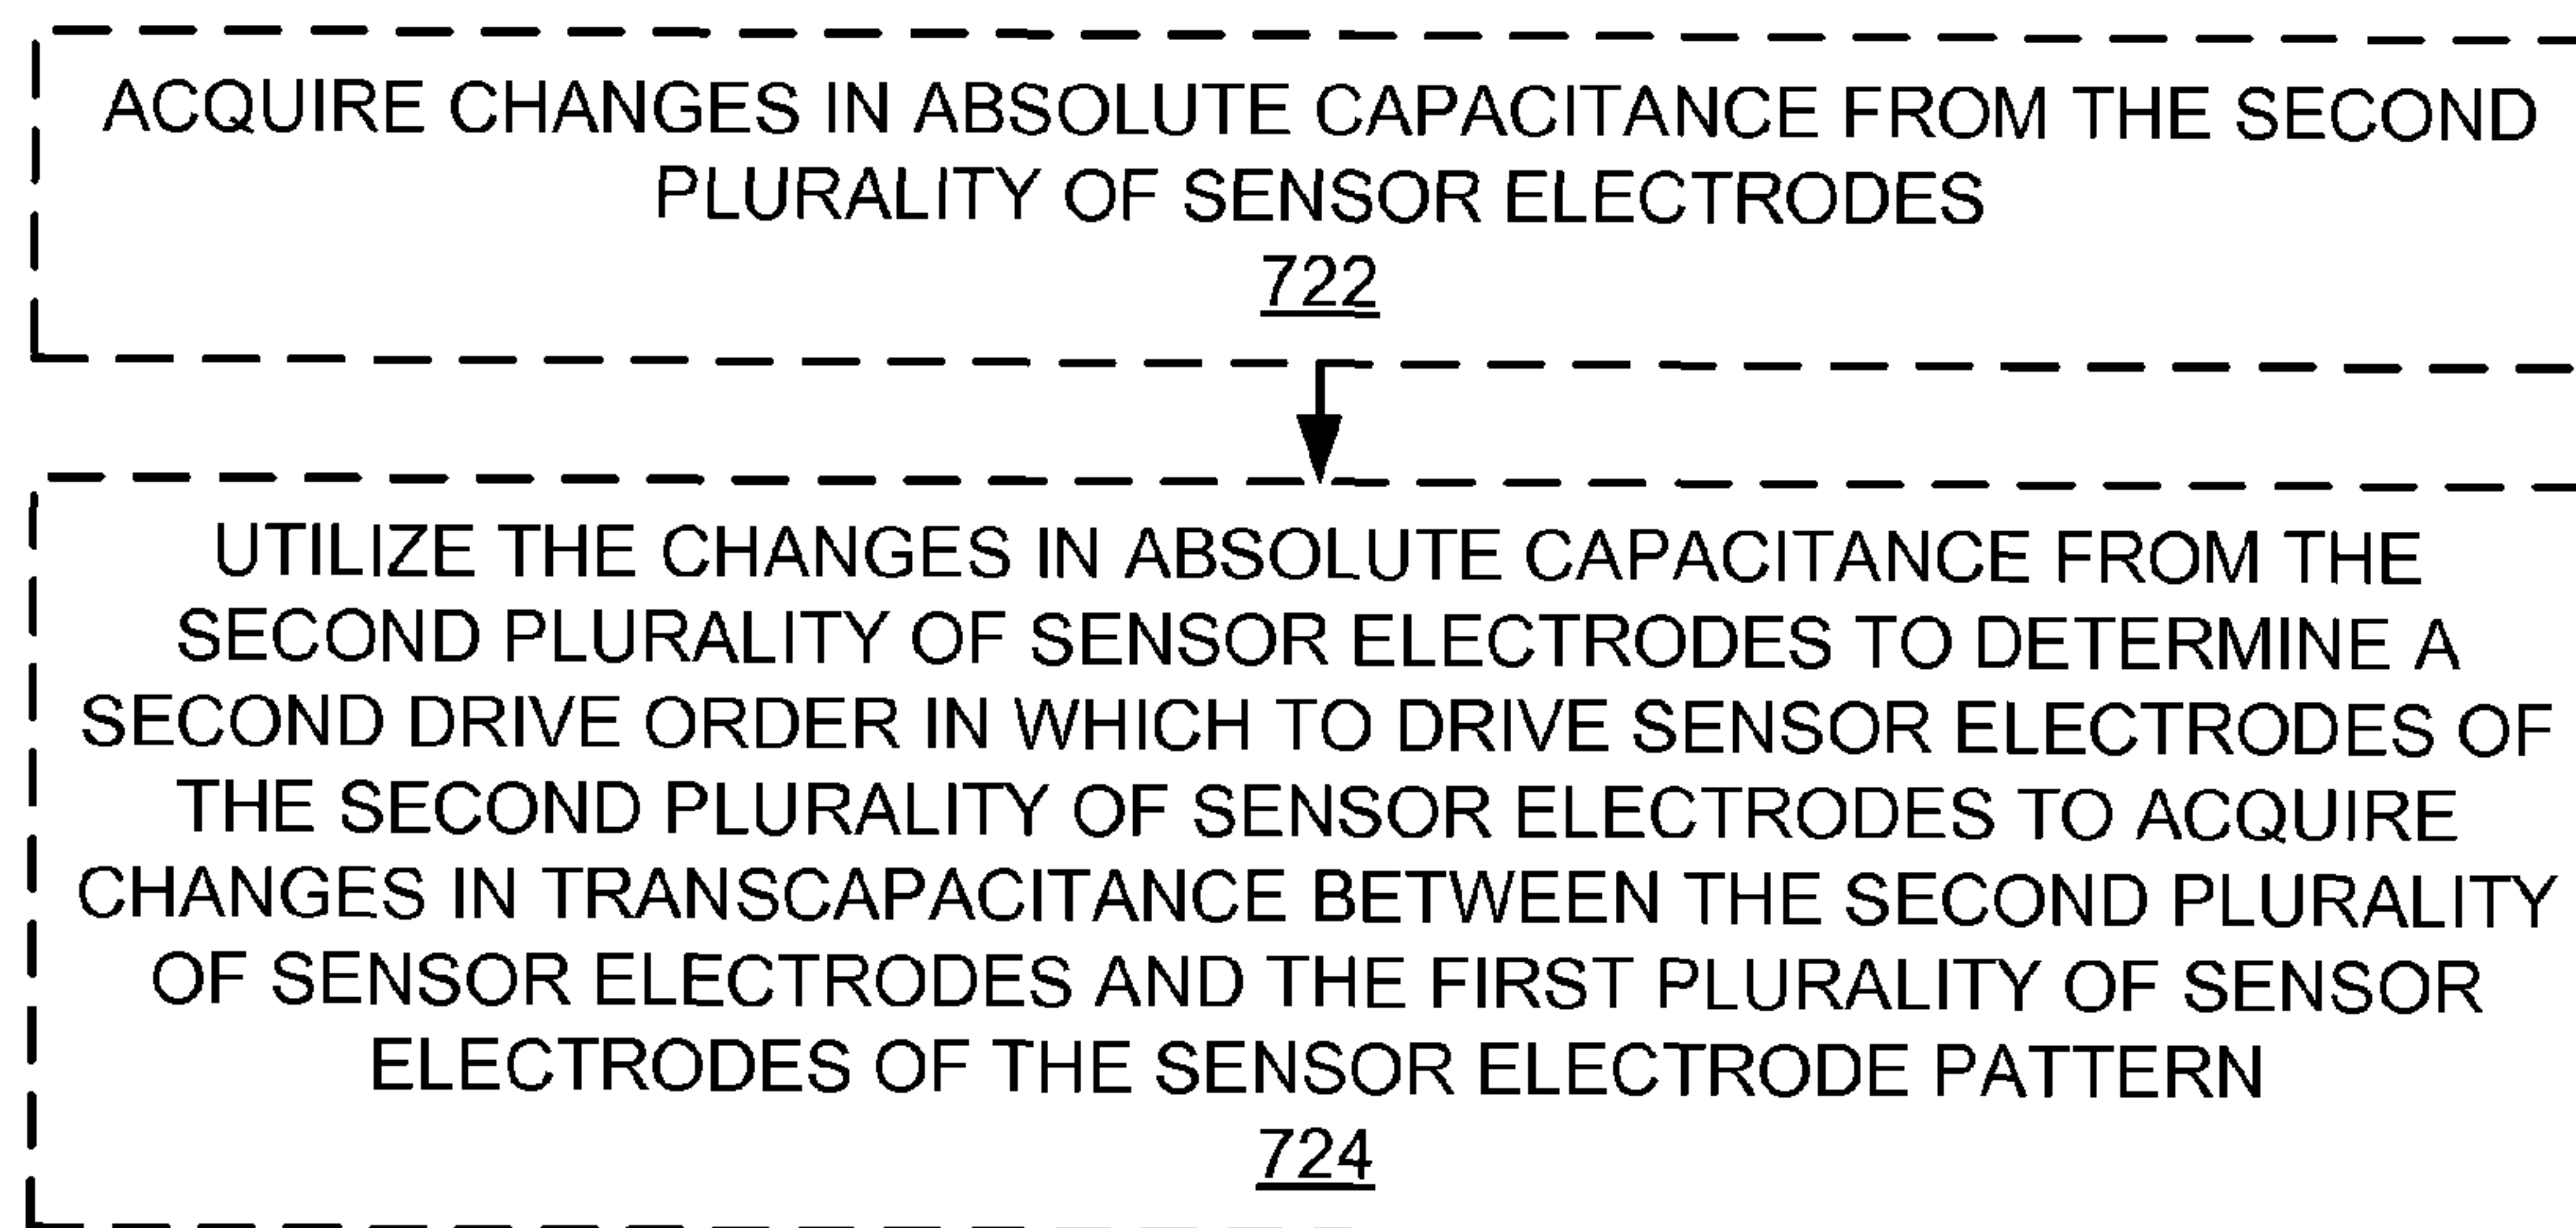 ACQUIRE CHANGES IN ABSOLUTE CAPACITANCE FROM THE SECOND
PLURALITY OF SENSOR ELECTRODES
722
UTILIZE THE CHANGES IN ABSOLUTE CAPACITANCE FROM THE
SECOND PLURALITY OF SENSOR ELECTRODES TO DETERMINE A
SECOND DRIVE ORDER IN WHICH TO DRIVE SENSOR ELECTRODES OF
THE SECOND PLURALITY OF SENSOR ELECTRODES TO ACQUIRE
CHANGES IN TRANSCAPACITANCE BETWEEN THE SECOND PLURALITY
OF SENSOR ELECTRODES AND THE FIRST PLURALITY OF SENSOR
ELECTRODES OF THE SENSOR ELECTRODE PATTERN
724